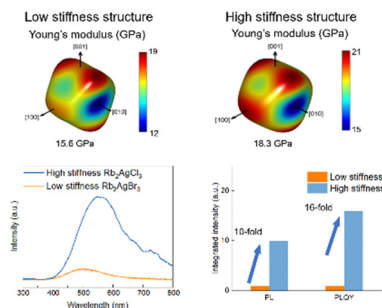 Low stiffness structure
Young's modulus (GPa)
19
[001]
[100]
[010]
12
15.6 GPa
High stiffness structure
Young's modulus (GPa)
21
[001]
[100]
[010]
15
18.3 GPa
High stiffness Rb₂AgCl₃
Low stiffness Rb₂AgBr₃
Intensity (a.u.)
300 400 500 600 700 800
Wavelength (nm)
Low stiffness
High stiffness
Integrated intensity (a.u.)
20
10
0
10-fold
16-fold
PL
PLQY